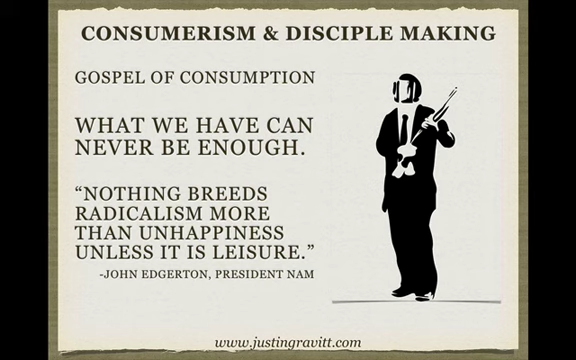 CONSUMERISM & DISCIPLE MAKING
GOSPEL OF CONSUMPTION
WHAT WE HAVE CAN
NEVER BE ENOUGH.
“NOTHING BREEDS
RADICALISM MORE
THAN UNHAPPINESS
UNLESS IT IS LEISURE.”
-JOHN EDGERTON, PRESIDENT NAM
www.justingravitt.com